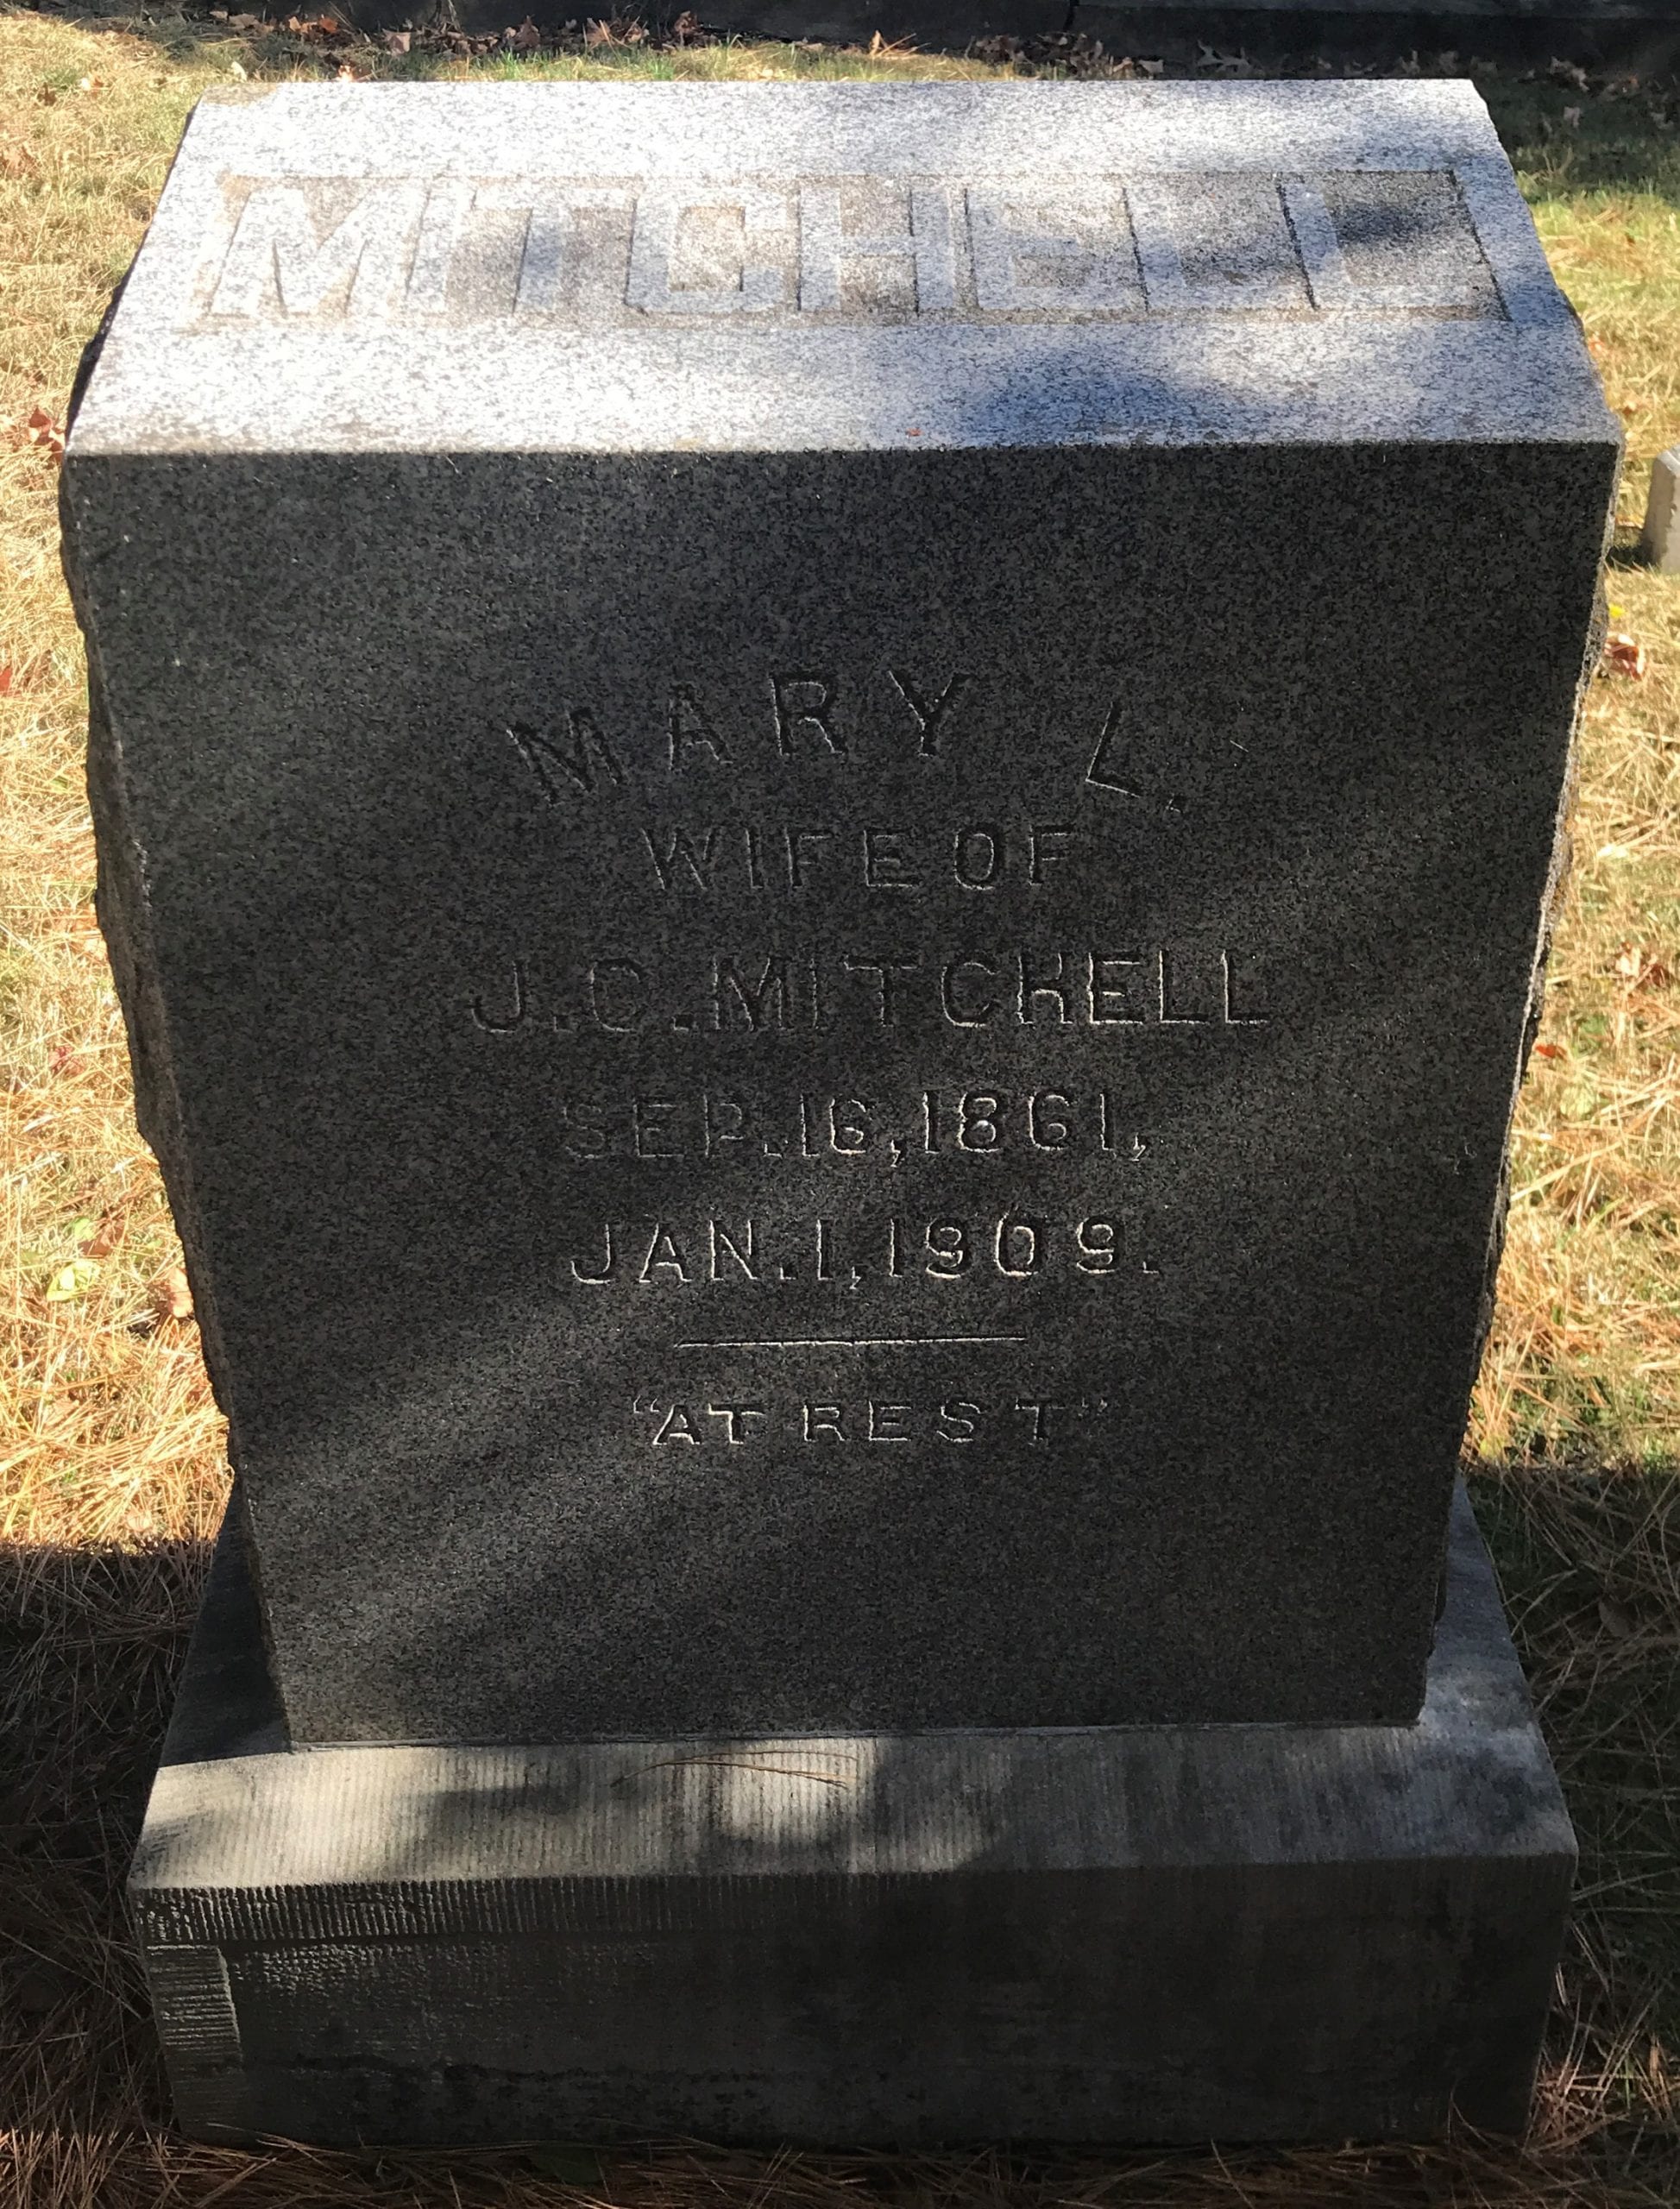 MITCHELL
MARY L.
WIFE OF
J.C. MITCHELL
SEP. 16, 1861,
JAN. 1, 1909.
"AT REST"